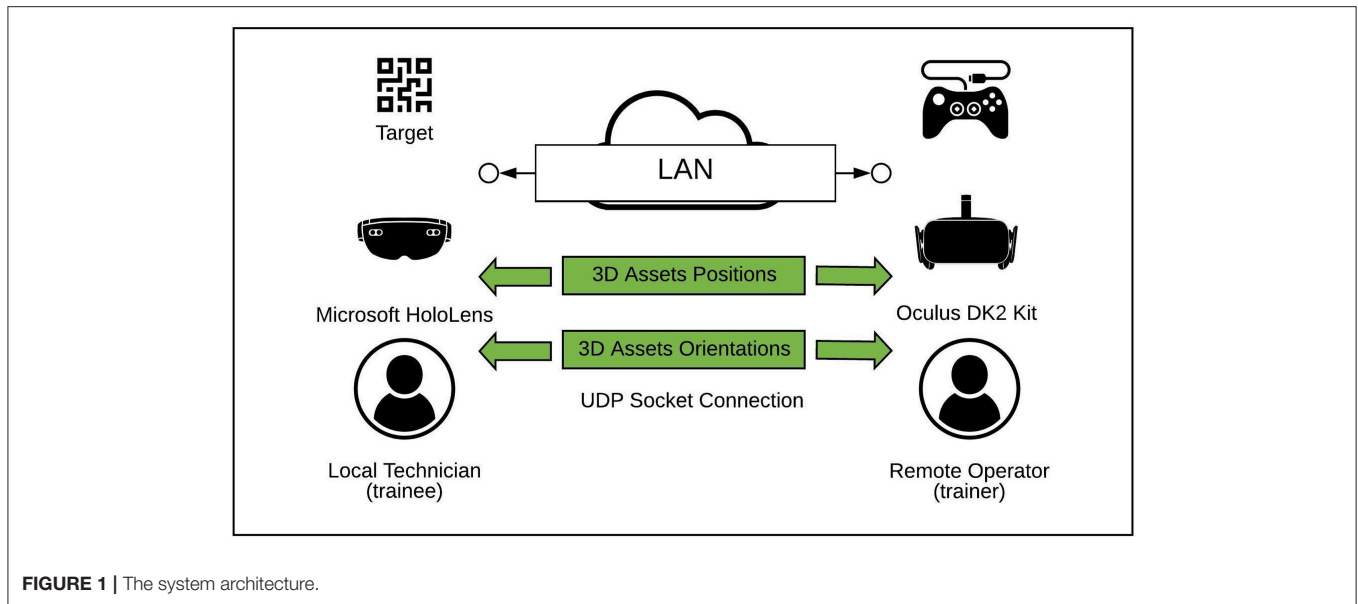 Target
LAN
3D Assets Positions
Microsoft HoloLens
Oculus DK2 Kit
3D Assets Orientations
UDP Socket Connection
Local Technician
(trainee)
Remote Operator
(trainer)
FIGURE 1 | The system architecture.